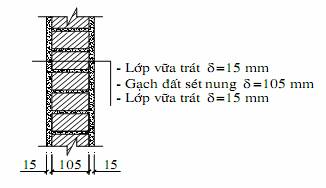 - Lớp vữa trát δ=15 mm
- Gạch đất sét nung δ=105 mm
- Lớp vữa trát δ=15 mm
15 105 15